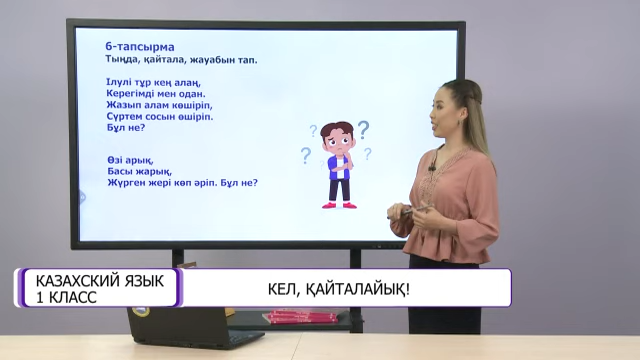 6-тапсырма
Тыңда, қайтала, жауабын тап.
Ілулі тұр кең алаң,
Керегімді мен одан.
Жазып алам көшіріп,
Сүртем сосын өшіріп.
Бұл не?
Өзі арық,
Басы жарық,
Жүрген жері көп әріп. Бұл не?
КАЗАХСКИЙ ЯЗЫК
1 КЛАСС
КЕЛ, ҚАЙТАЛАЙЫҚ!